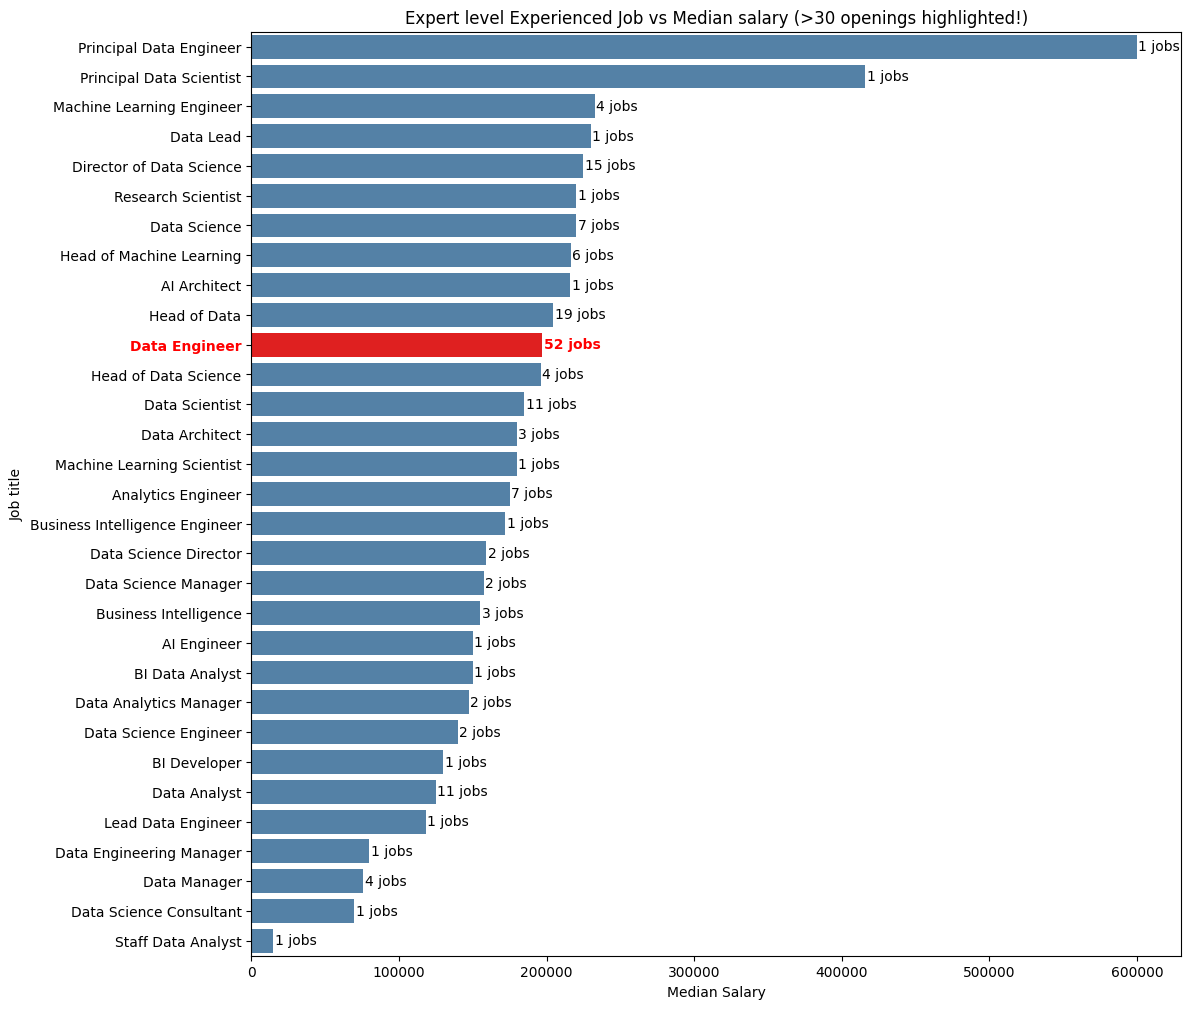 Expert level Experienced Job vs Median salary (>30 openings highlighted!)
Principal Data Engineer 1 jobs
Principal Data Scientist 1 jobs
Machine Learning Engineer 4 jobs
Data Lead 1 jobs
Director of Data Science 15 jobs
Research Scientist 1 jobs
Data Science 7 jobs
Head of Machine Learning 6 jobs
AI Architect 1 jobs
Head of Data 19 jobs
Data Engineer 52 jobs
Head of Data Science 4 jobs
Data Scientist 11 jobs
Data Architect 3 jobs
Machine Learning Scientist 1 jobs
Analytics Engineer 7 jobs
Business Intelligence Engineer 1 jobs
Data Science Director 2 jobs
Data Science Manager 2 jobs
Business Intelligence 3 jobs
AI Engineer 1 jobs
BI Data Analyst 1 jobs
Data Analytics Manager 2 jobs
Data Science Engineer 2 jobs
BI Developer 1 jobs
Data Analyst 11 jobs
Lead Data Engineer 1 jobs
Data Engineering Manager 1 jobs
Data Manager 4 jobs
Data Science Consultant 1 jobs
Staff Data Analyst 1 jobs
Job title
0 100000 200000 300000 400000 500000 600000
Median Salary